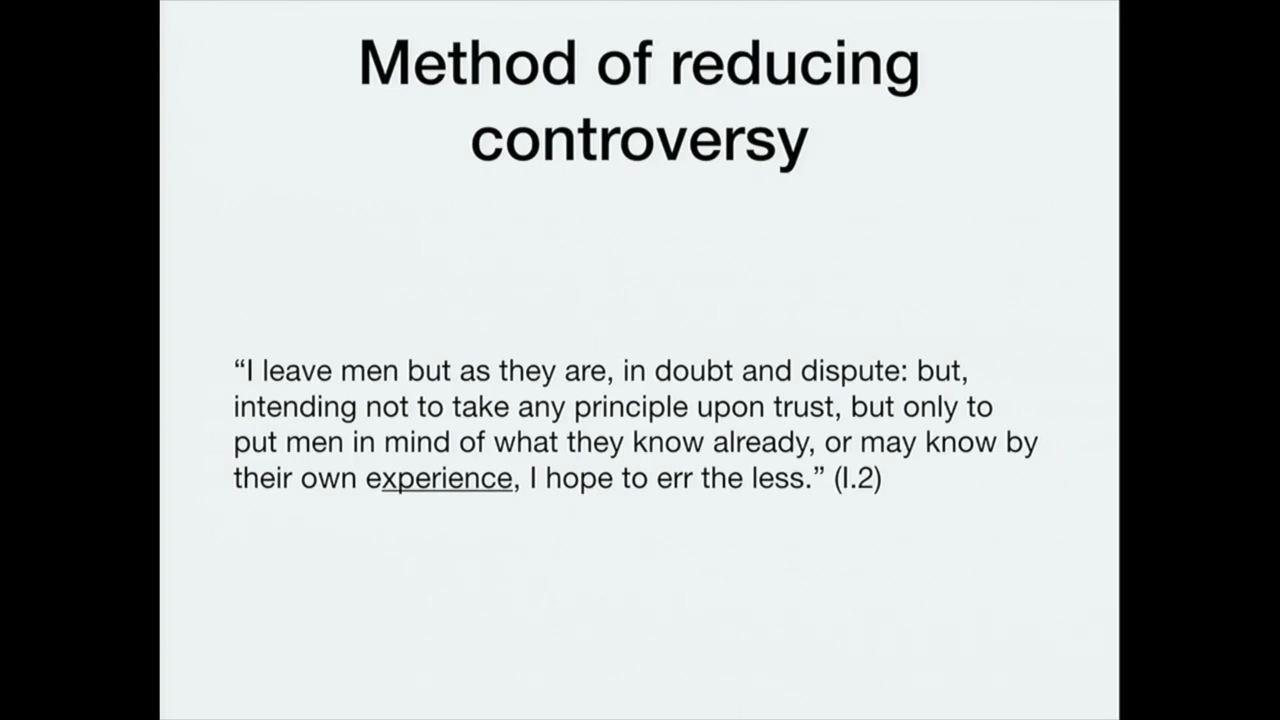 Method of reducing
controversy
“I leave men but as they are, in doubt and dispute: but,
intending not to take any principle upon trust, but only to
put men in mind of what they know already, or may know by
their own experience, I hope to err the less.” (I.2)